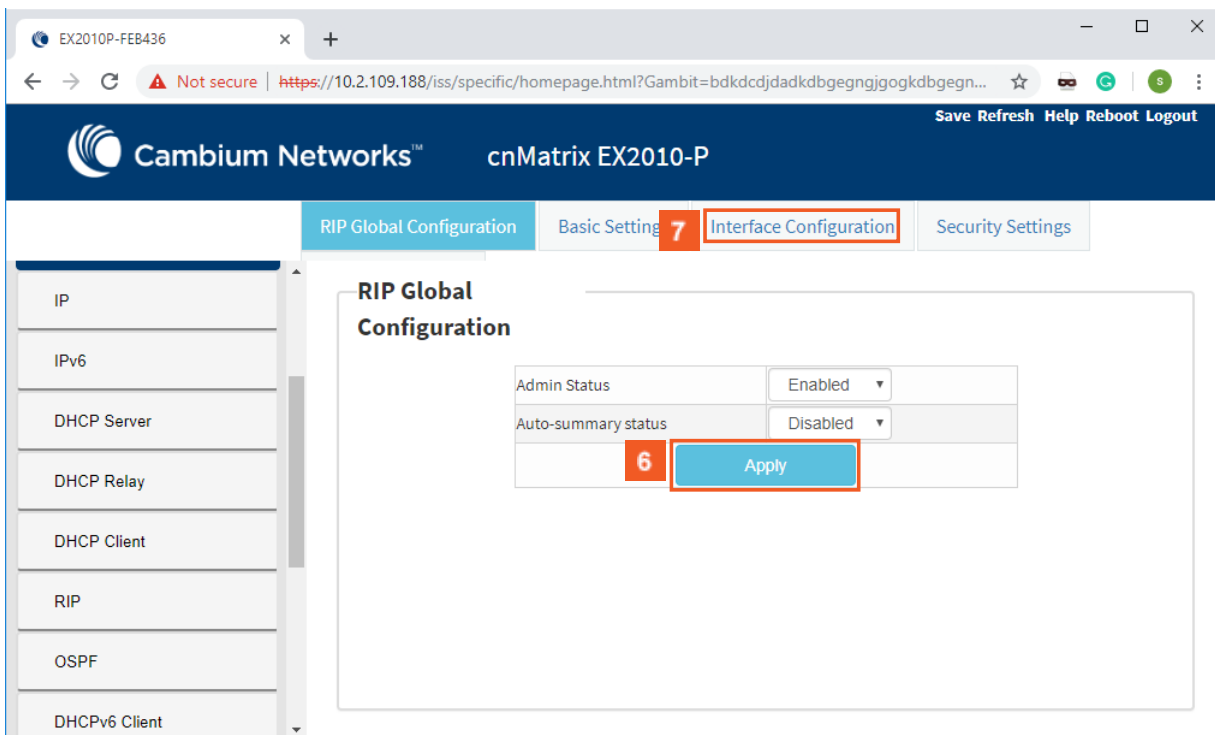 EX2010P-FEB436
Not secure | https://10.2.109.188/iss/specific/homepage.html?Gambit=bdkdcdjdadkdbgegngjgogkdbgegn...
S
Save Refresh Help Reboot Logout
Cambium Networks™ cnMatrix EX2010-P
RIP Global Configuration Basic Setting 7 Interface Configuration Security Settings
IP
IPv6
DHCP Server
DHCP Relay
DHCP Client
RIP
OSPF
DHCPv6 Client
RIP Global
Configuration
Admin Status Enabled
Auto-summary status Disabled
6 Apply